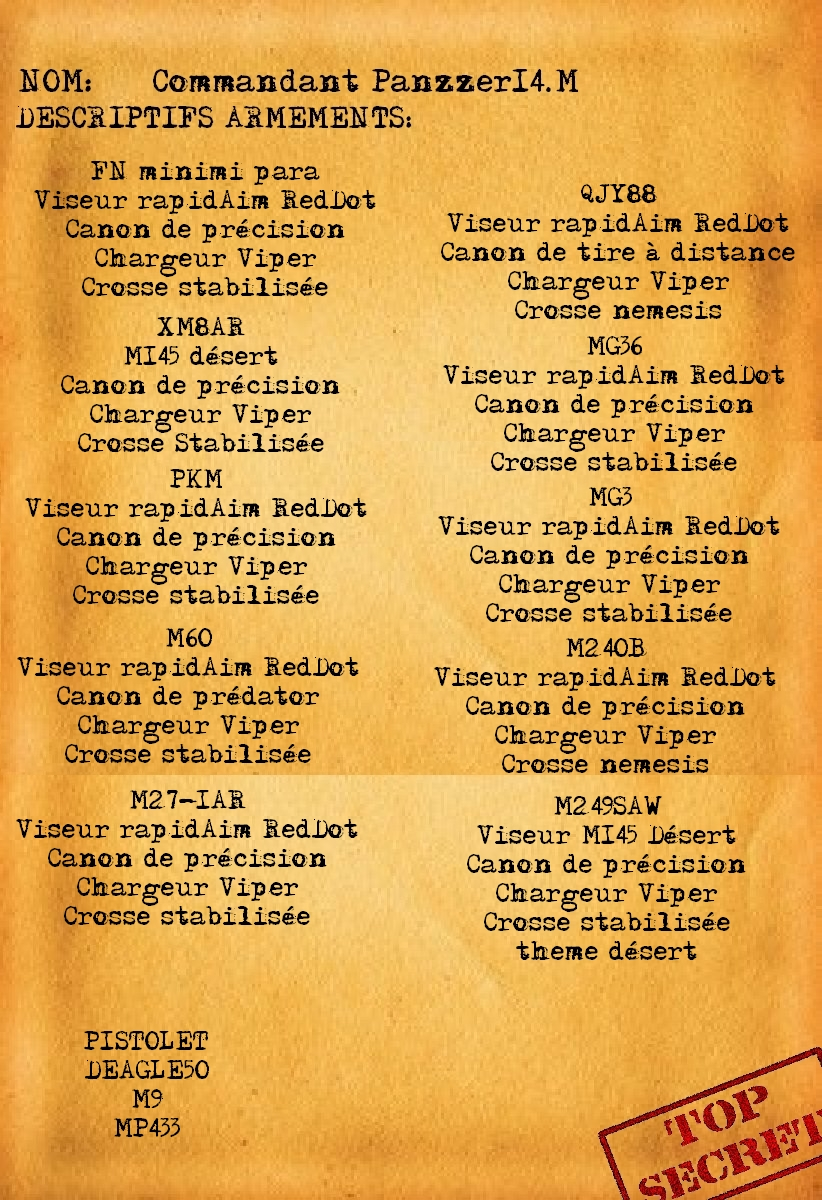 NOM: Commandant PanzzerI4.M
DESCRIPTIFS ARMEMENTS:
FN minimi para
Viseur rapidAim RedDot
Canon de précision
Chargeur Viper
Crosse stabilisée
XM8AR
MI45 désert
Canon de précision
Chargeur Viper
Crosse Stabilisée
PKM
Viseur rapidAim RedDot
Canon de précision
Chargeur Viper
Crosse stabilisée
M60
Viseur rapidAim RedDot
Canon de prédator
Chargeur Viper
Crosse stabilisée
M27-IAR
Viseur rapidAim RedDot
Canon de précision
Chargeur Viper
Crosse stabilisée
PISTOLET
DEAGLE50
M9
MP433
QJY88
Viseur rapidAim RedDot
Canon de tire à distance
Chargeur Viper
Crosse nemesis
MG36
Viseur rapidAim RedDot
Canon de précision
Chargeur Viper
Crosse stabilisée
MG3
Viseur rapidAim RedDot
Canon de précision
Chargeur Viper
Crosse stabilisée
M240B
Viseur rapidAim RedDot
Canon de précision
Chargeur Viper
Crosse nemesis
M249SAW
Viseur MI45 Désert
Canon de précision
Chargeur Viper
Crosse stabilisée
theme désert
TOP
SECRET